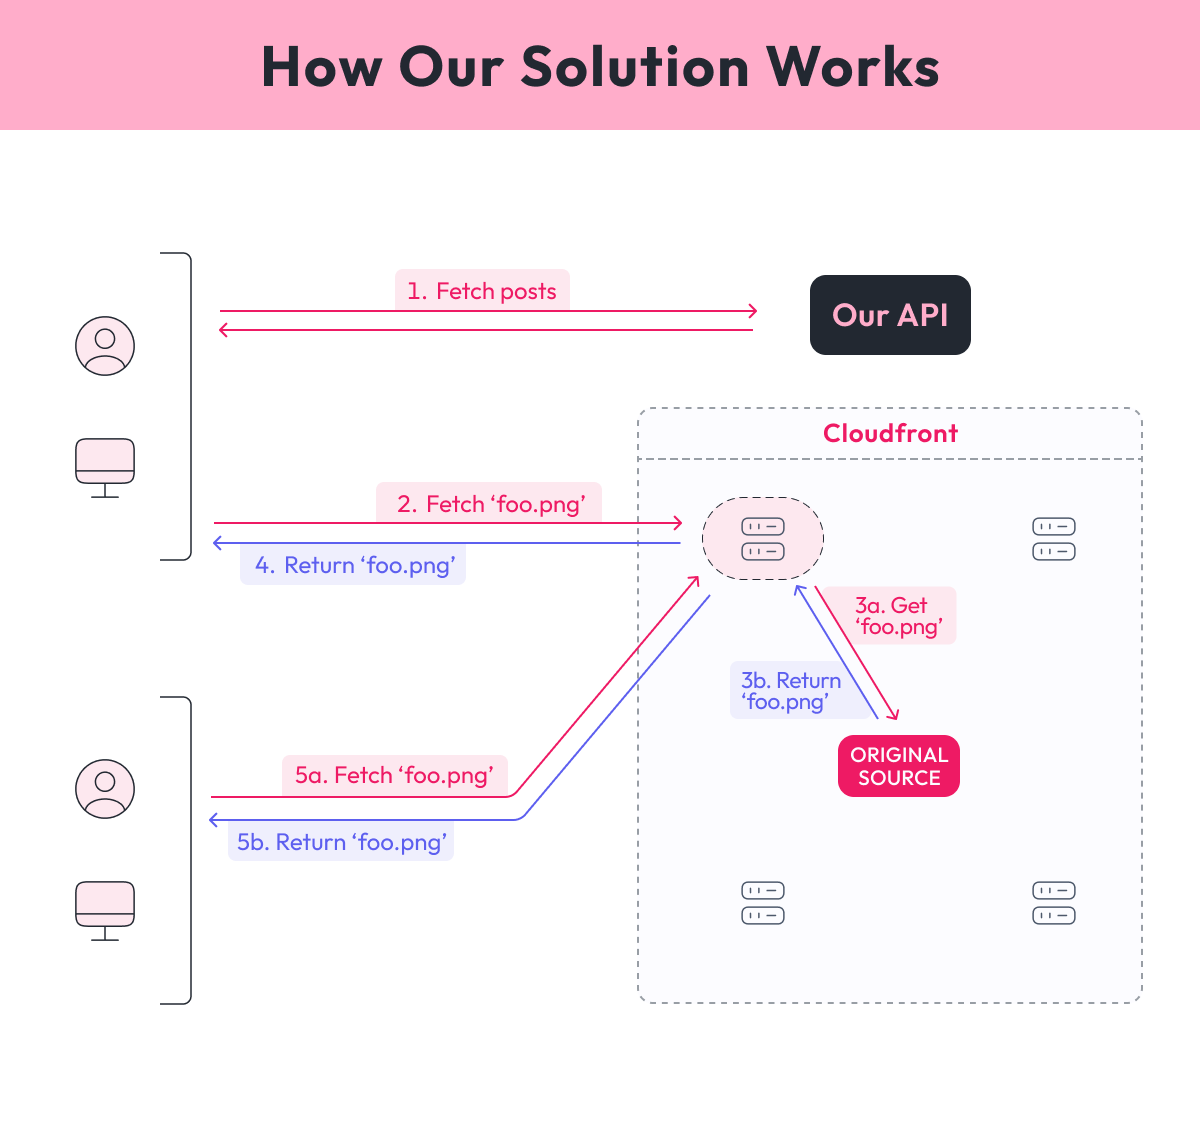 How Our Solution Works
1. Fetch posts
Our API
Cloudfront
2. Fetch ‘foo.png’
4. Return ‘foo.png’
3a. Get
‘foo.png’
3b. Return
‘foo.png’
ORIGINAL
SOURCE
5a. Fetch ‘foo.png’
5b. Return ‘foo.png’